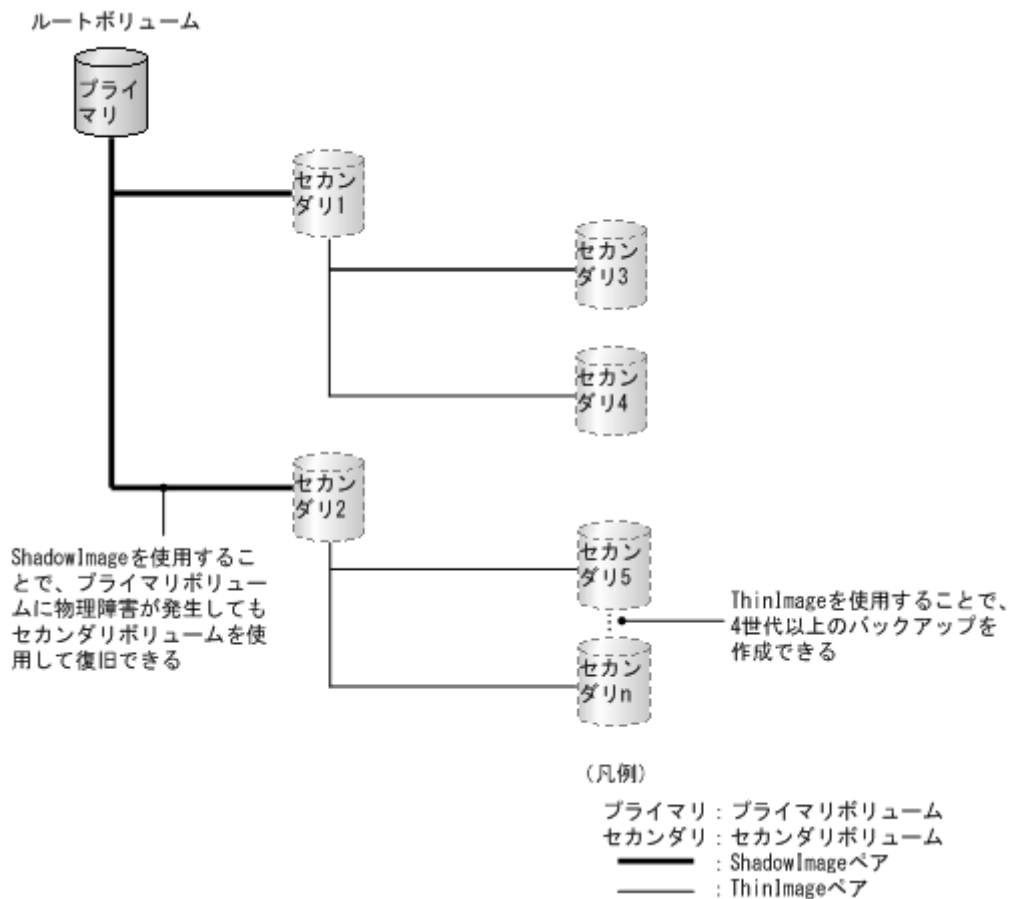 ルートボリューム
プライ
マリ
セカン
ダリ1
セカン
ダリ3
セカン
ダリ4
セカン
ダリ2
ShadowImageを使用するこ
とで、プライマリボリュー
ムに物理障害が発生しても
セカンダリボリュームを使
用して復旧できる
セカン
ダリ5
ThinImageを使用することで、
4世代以上のバックアップを
作成できる
セカン
ダリn
(凡例)
プライマリ:プライマリボリューム
セカンダリ:セカンダリボリューム
:ShadowImageペア
:ThinImageペア